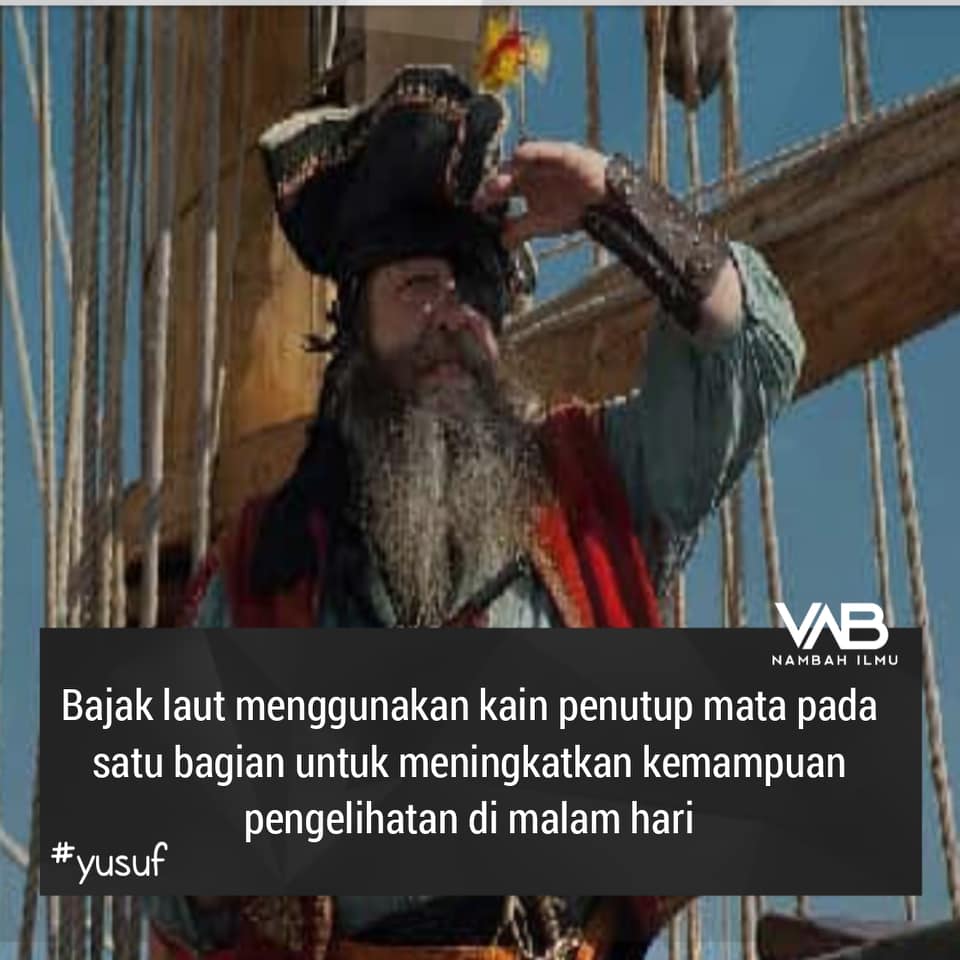 VAB
NAMBAH ILMU
Bajak laut menggunakan kain penutup mata pada
satu bagian untuk meningkatkan kemampuan
pengelihatan di malam hari
#yusuf